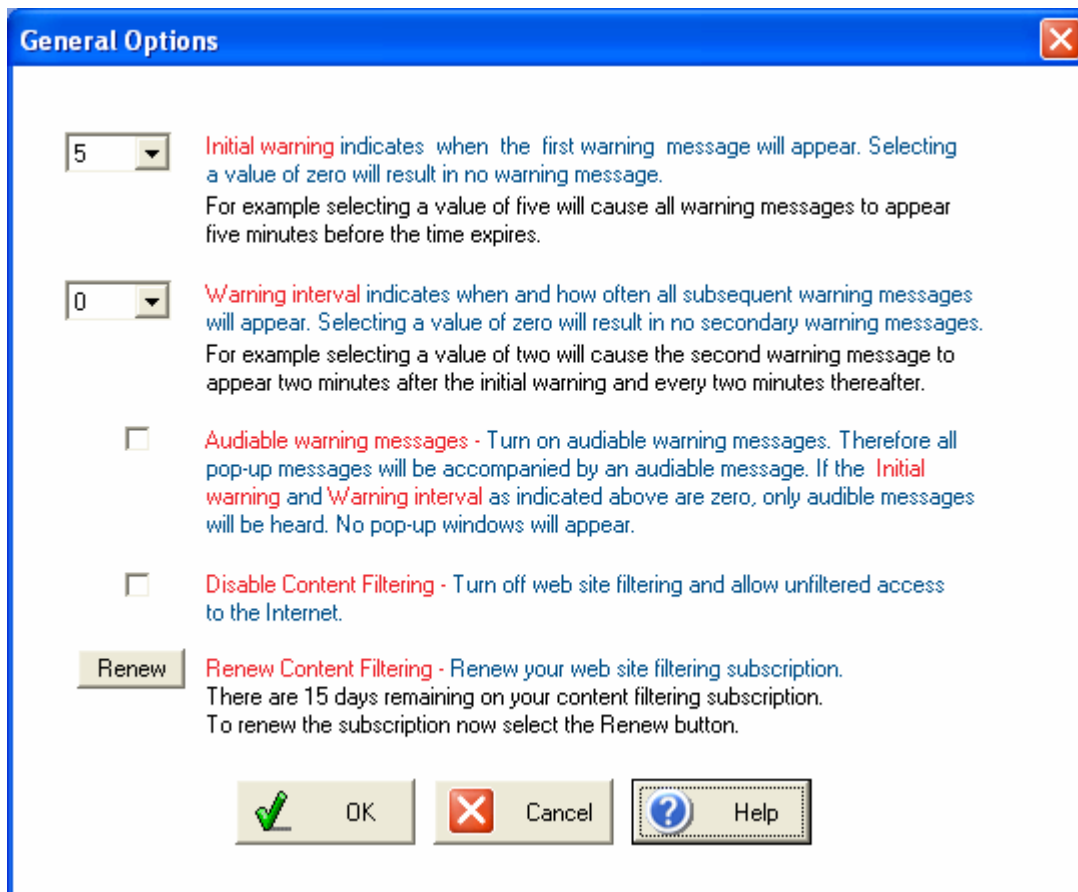 General Options
5
Initial warning indicates when the first warning message will appear. Selecting
a value of zero will result in no warning message.
For example selecting a value of five will cause all warning messages to appear
five minutes before the time expires.
0
Warning interval indicates when and how often all subsequent warning messages
will appear. Selecting a value of zero will result in no secondary warning messages.
For example selecting a value of two will cause the second warning message to
appear two minutes after the initial warning and every two minutes thereafter.
Audiable warning messages - Turn on audiable warning messages. Therefore all
pop-up messages will be accompanied by an audiable message. If the Initial
warning and Warning interval as indicated above are zero, only audible messages
will be heard. No pop-up windows will appear.
Disable Content Filtering - Turn off web site filtering and allow unfiltered access
to the Internet.
Renew
Renew Content Filtering - Renew your web site filtering subscription.
There are 15 days remaining on your content filtering subscription.
To renew the subscription now select the Renew button.
OK
Cancel
Help